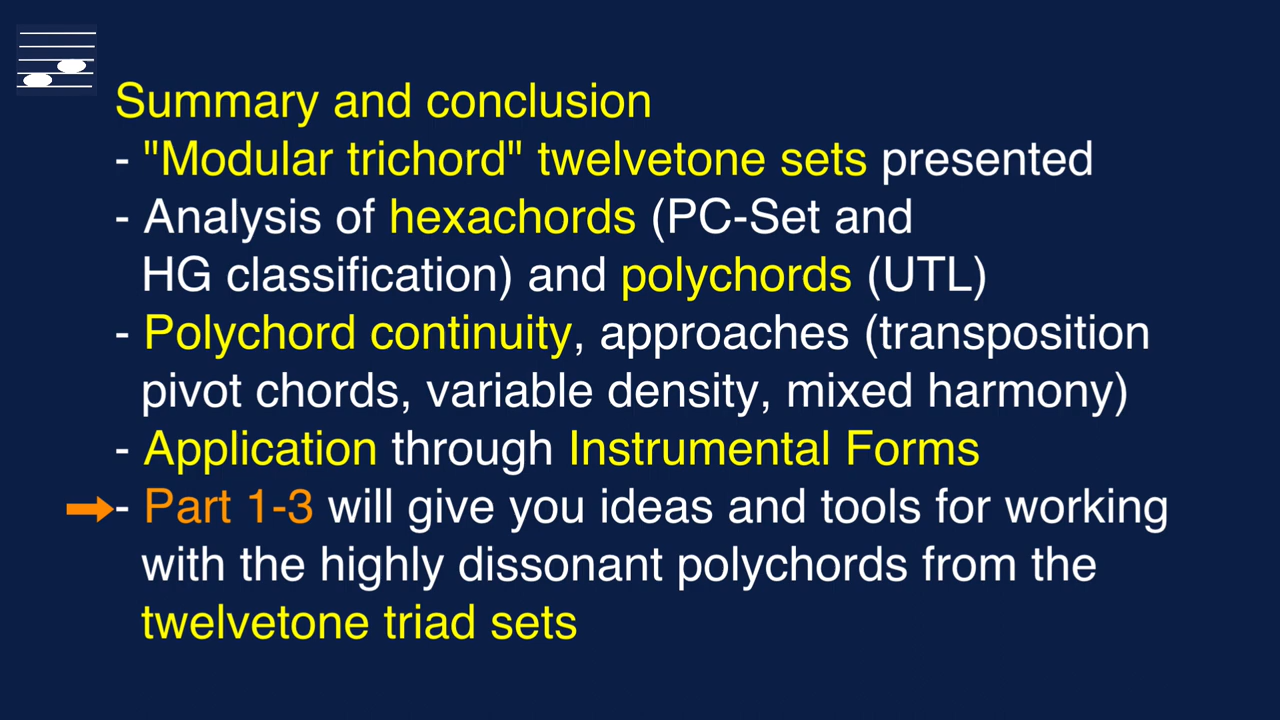 Summary and conclusion
- "Modular trichord" twelvetone sets presented
- Analysis of hexachords (PC-Set and
HG classification) and polychords (UTL)
- Polychord continuity, approaches (transposition
pivot chords, variable density, mixed harmony)
- Application through Instrumental Forms
- Part 1-3 will give you ideas and tools for working
with the highly dissonant polychords from the
twelvetone triad sets